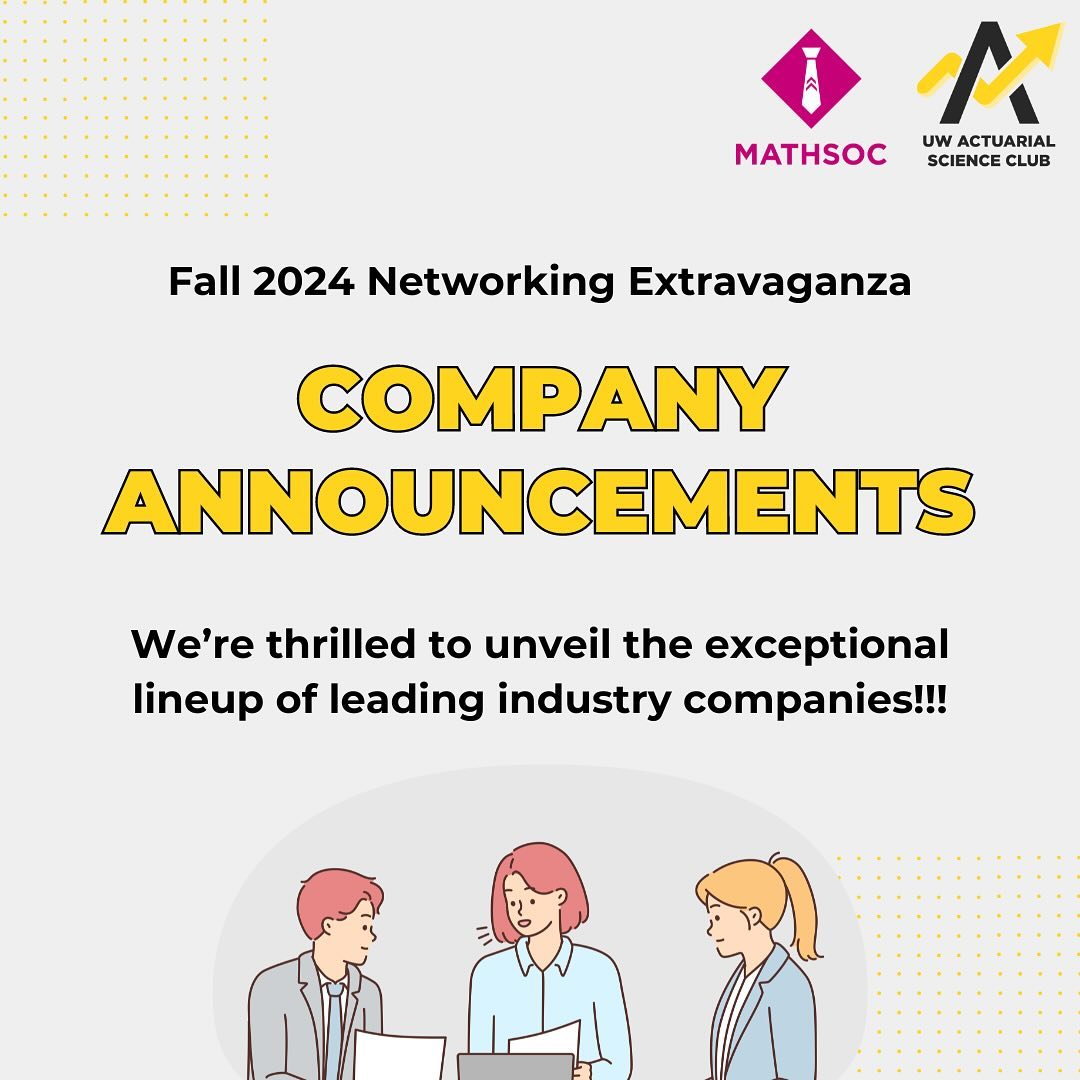 MATHSOC
UW ACTUARIAL
SCIENCE CLUB
Fall 2024 Networking Extravaganza
COMPANY
ANNOUNCEMENTS
We’re thrilled to unveil the exceptional
lineup of leading industry companies!!!